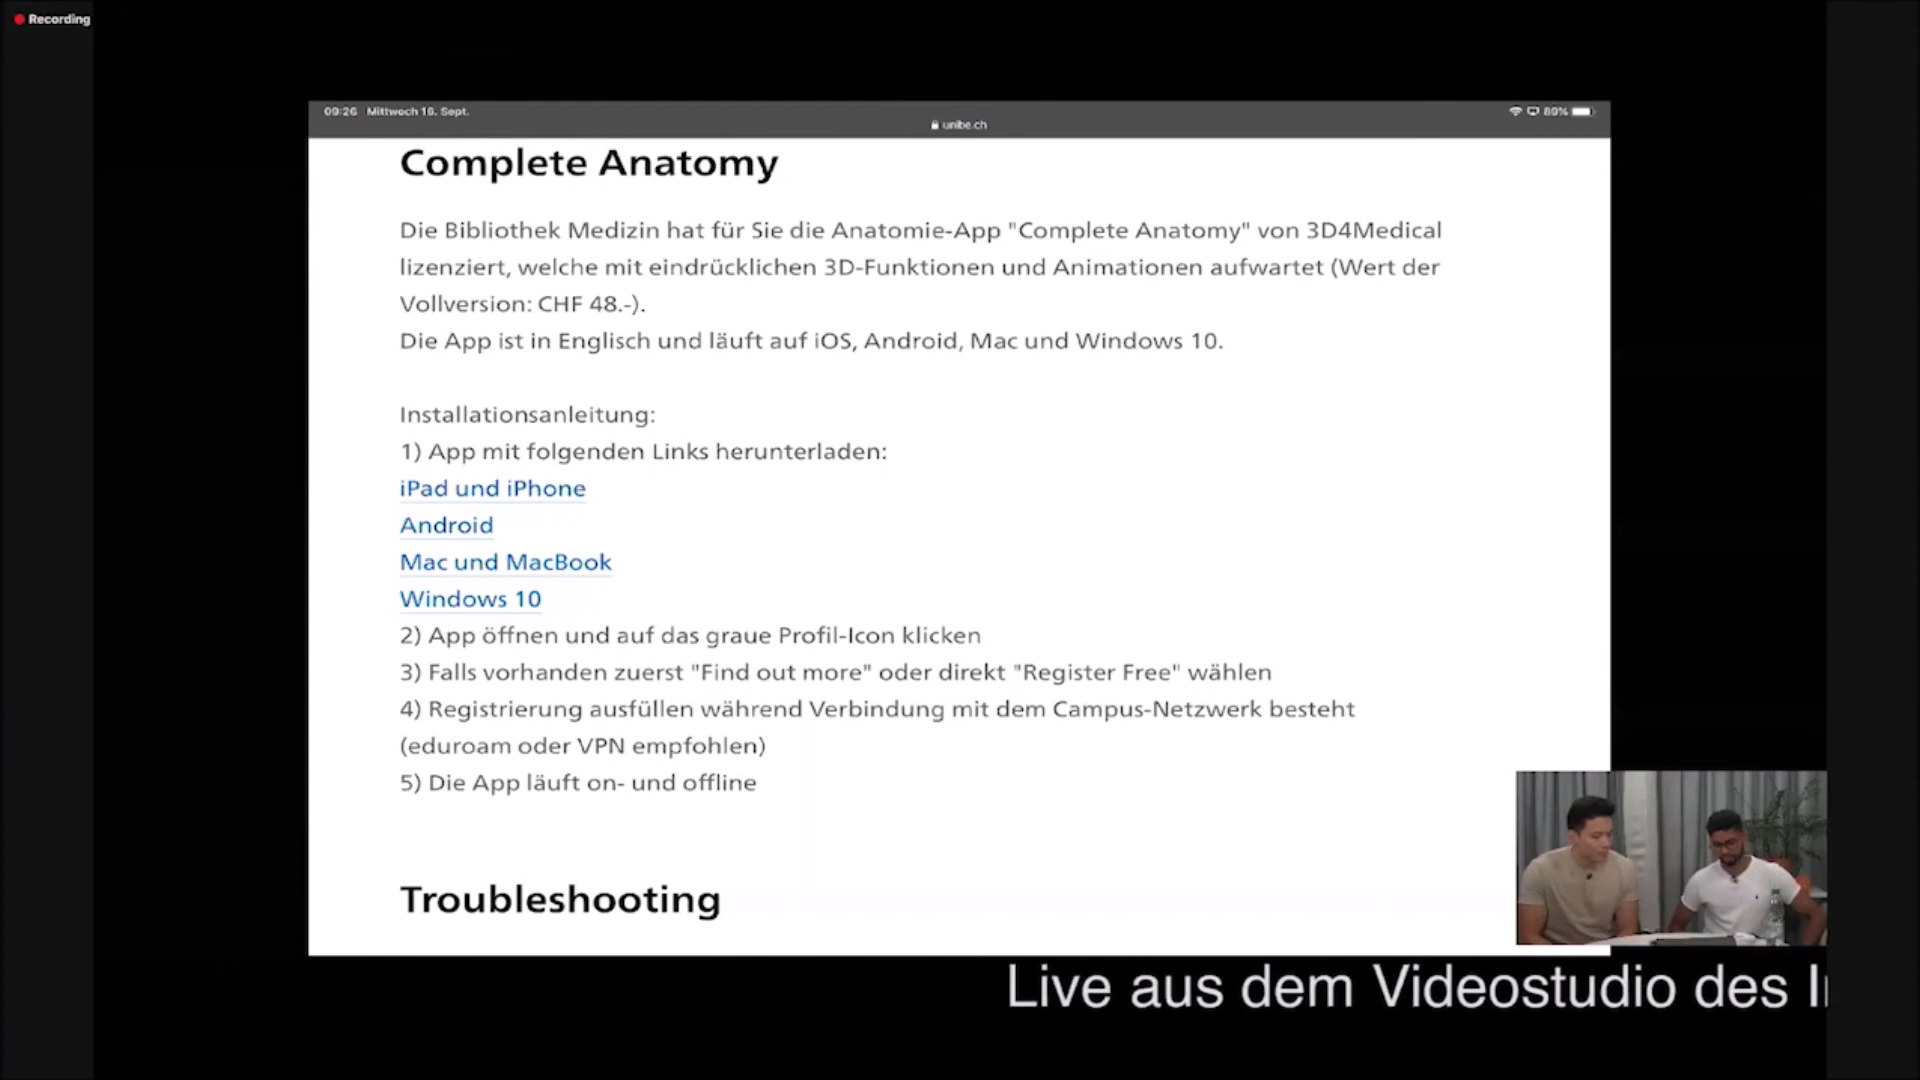 Recording
09:26 Mittwoch 16. Sept.
89%
unibe.ch
Complete Anatomy
Die Bibliothek Medizin hat für Sie die Anatomie-App "Complete Anatomy" von 3D4Medical
lizenziert, welche mit eindrücklichen 3D-Funktionen und Animationen aufwartet (Wert der
Vollversion: CHF 48.-).
Die App ist in Englisch und läuft auf iOS, Android, Mac und Windows 10.
Installationsanleitung:
1) App mit folgenden Links herunterladen:
iPad und iPhone
Android
Mac und MacBook
Windows 10
2) App öffnen und auf das graue Profil-Icon klicken
3) Falls vorhanden zuerst "Find out more" oder direkt "Register Free" wählen
4) Registrierung ausfüllen während Verbindung mit dem Campus-Netzwerk besteht
(eduroam oder VPN empfohlen)
5) Die App läuft on- und offline
Troubleshooting
Live aus dem Videostudio des